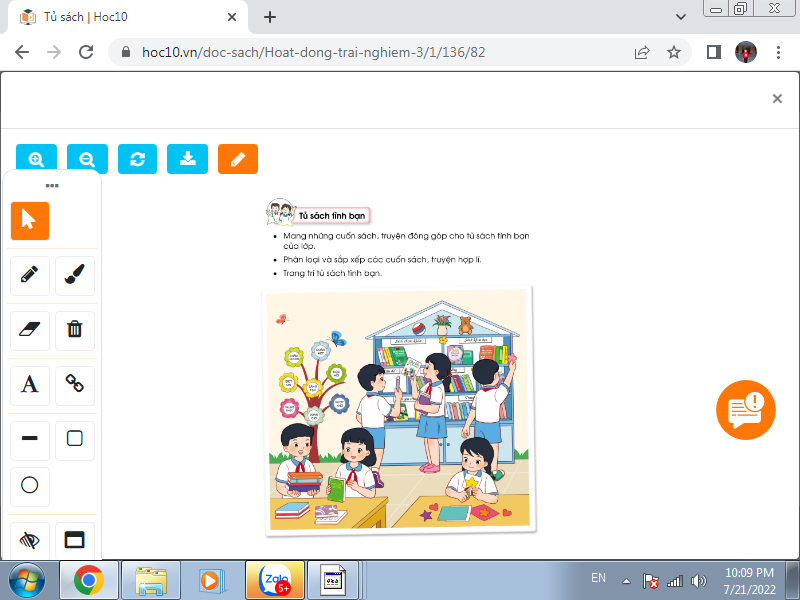 Tủ sách | Hoc10
hoc10.vn/doc-sach/Hoat-dong-trai-nghiem-3/1/136/82
Tủ sách tình bạn
• Mang những cuốn sách, truyện đóng góp cho tủ sách tình bạn
của lớp.
• Phân loại và sắp xếp các cuốn sách, truyện hợp lí.
• Trang trí tủ sách tình bạn.
A
Zalo
5+
EN
10:09 PM
7/21/2022